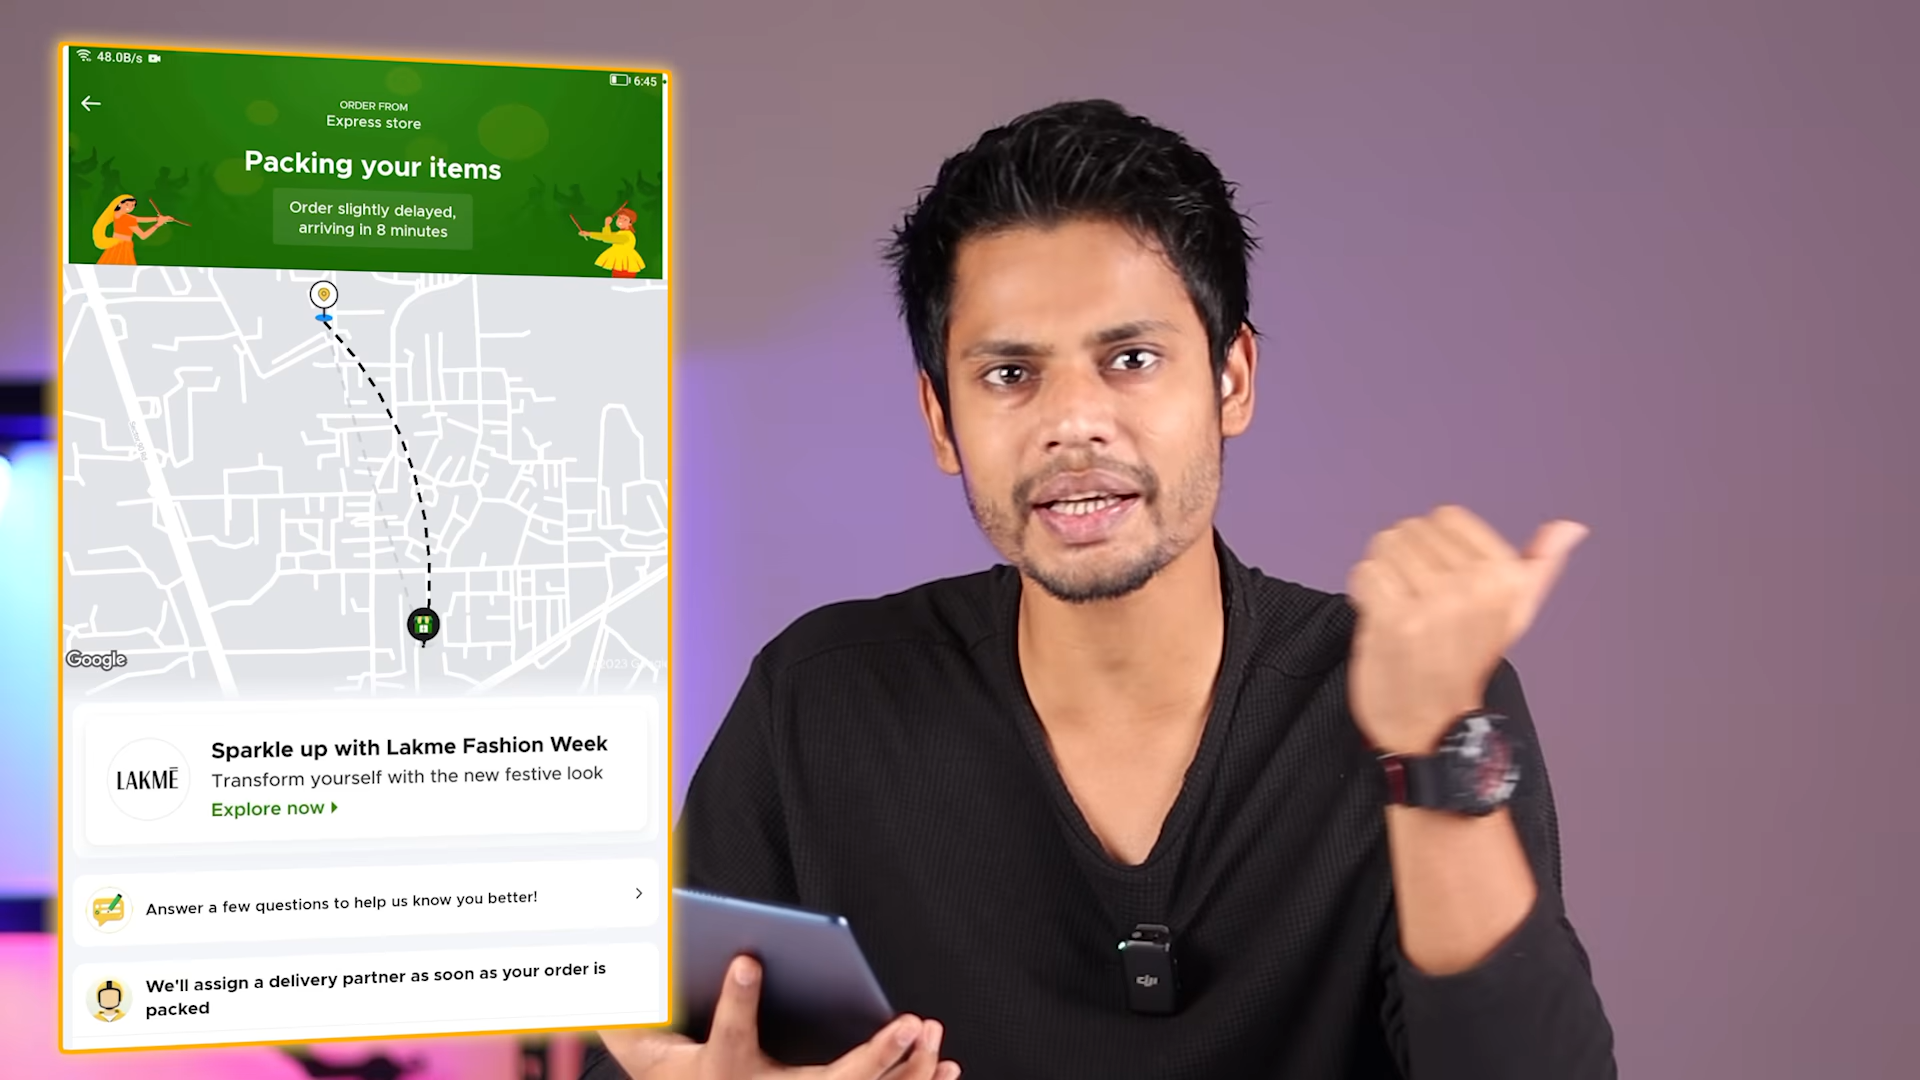 48.0B/s
6:45
ORDER FROM
Express store
Packing your items
Order slightly delayed,
arriving in 8 minutes
Google
LAKMĒ
Sparkle up with Lakme Fashion Week
Transform yourself with the new festive look
Explore now
Answer a few questions to help us know you better!
We'll assign a delivery partner as soon as your order is
packed
dji